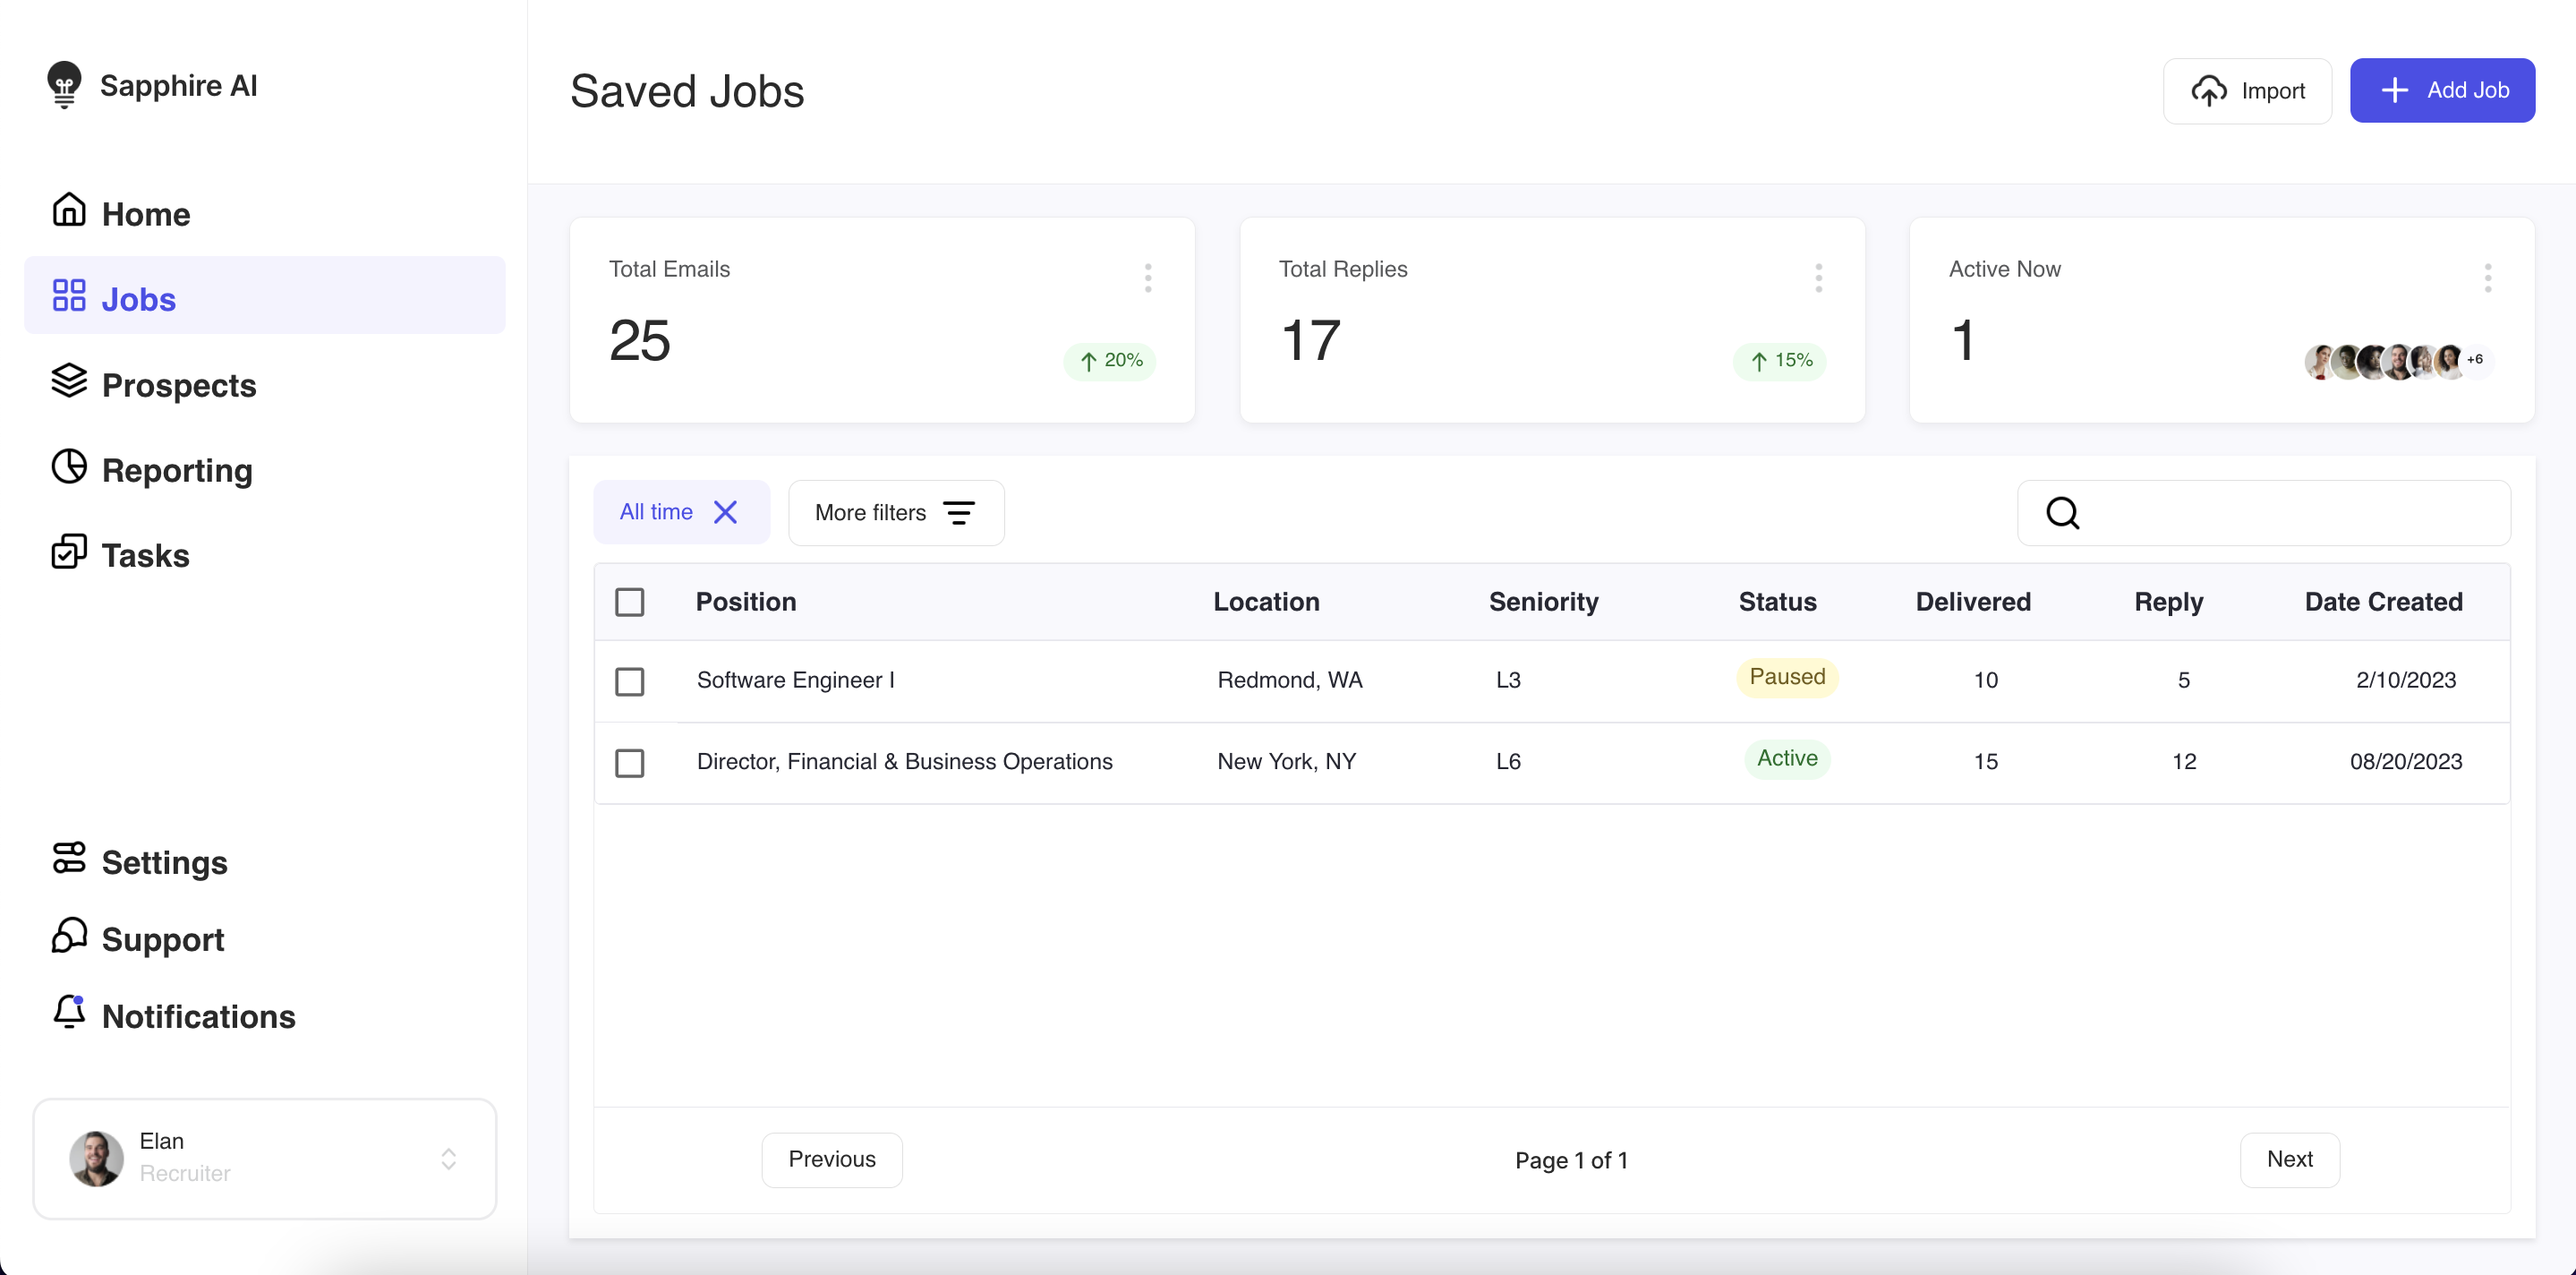 Sapphire AI
Home
Jobs
Prospects
Reporting
Tasks
Settings
Support
Notifications
Elan
Recruiter
Saved Jobs
Import
Add Job
Total Emails
25
20%
Total Replies
17
15%
Active Now
1
+6
All time
More filters
Position Location Seniority Status Delivered Reply Date Created
Software Engineer I Redmond, WA L3 Paused 10 5 2/10/2023
Director, Financial & Business Operations New York, NY L6 Active 15 12 08/20/2023
Previous Page 1 of 1 Next